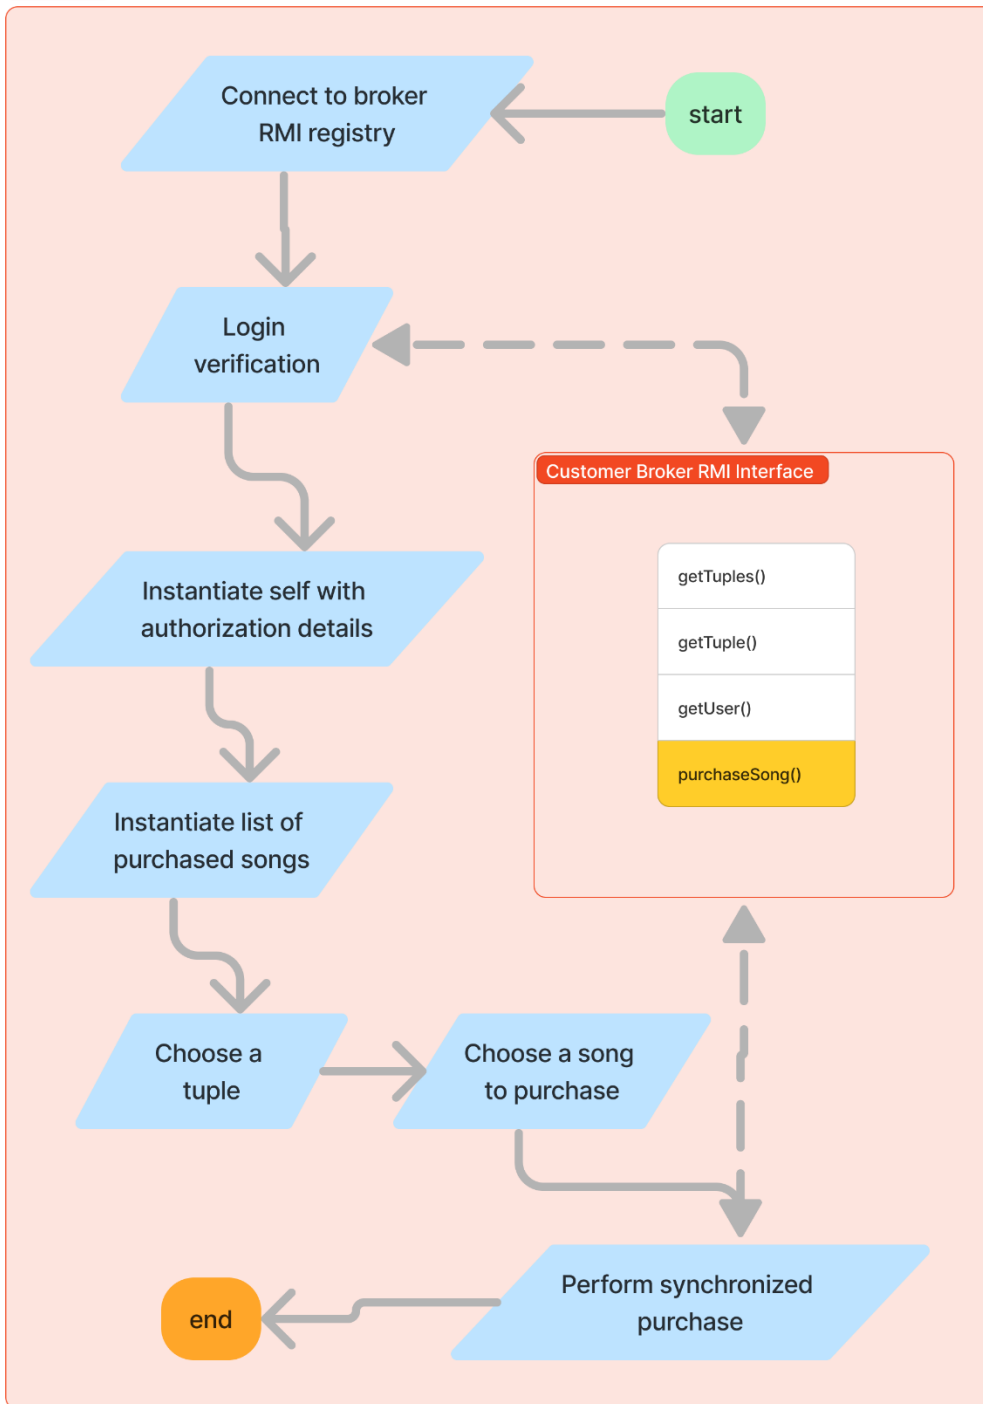 start
Connect to broker
RMI registry
Login
verification
Customer Broker RMI Interface
getTuples()
getTuple()
getUser()
purchaseSong()
Instantiate self with
authorization details
Instantiate list of
purchased songs
Choose a
tuple
Choose a song
to purchase
Perform synchronized
purchase
end